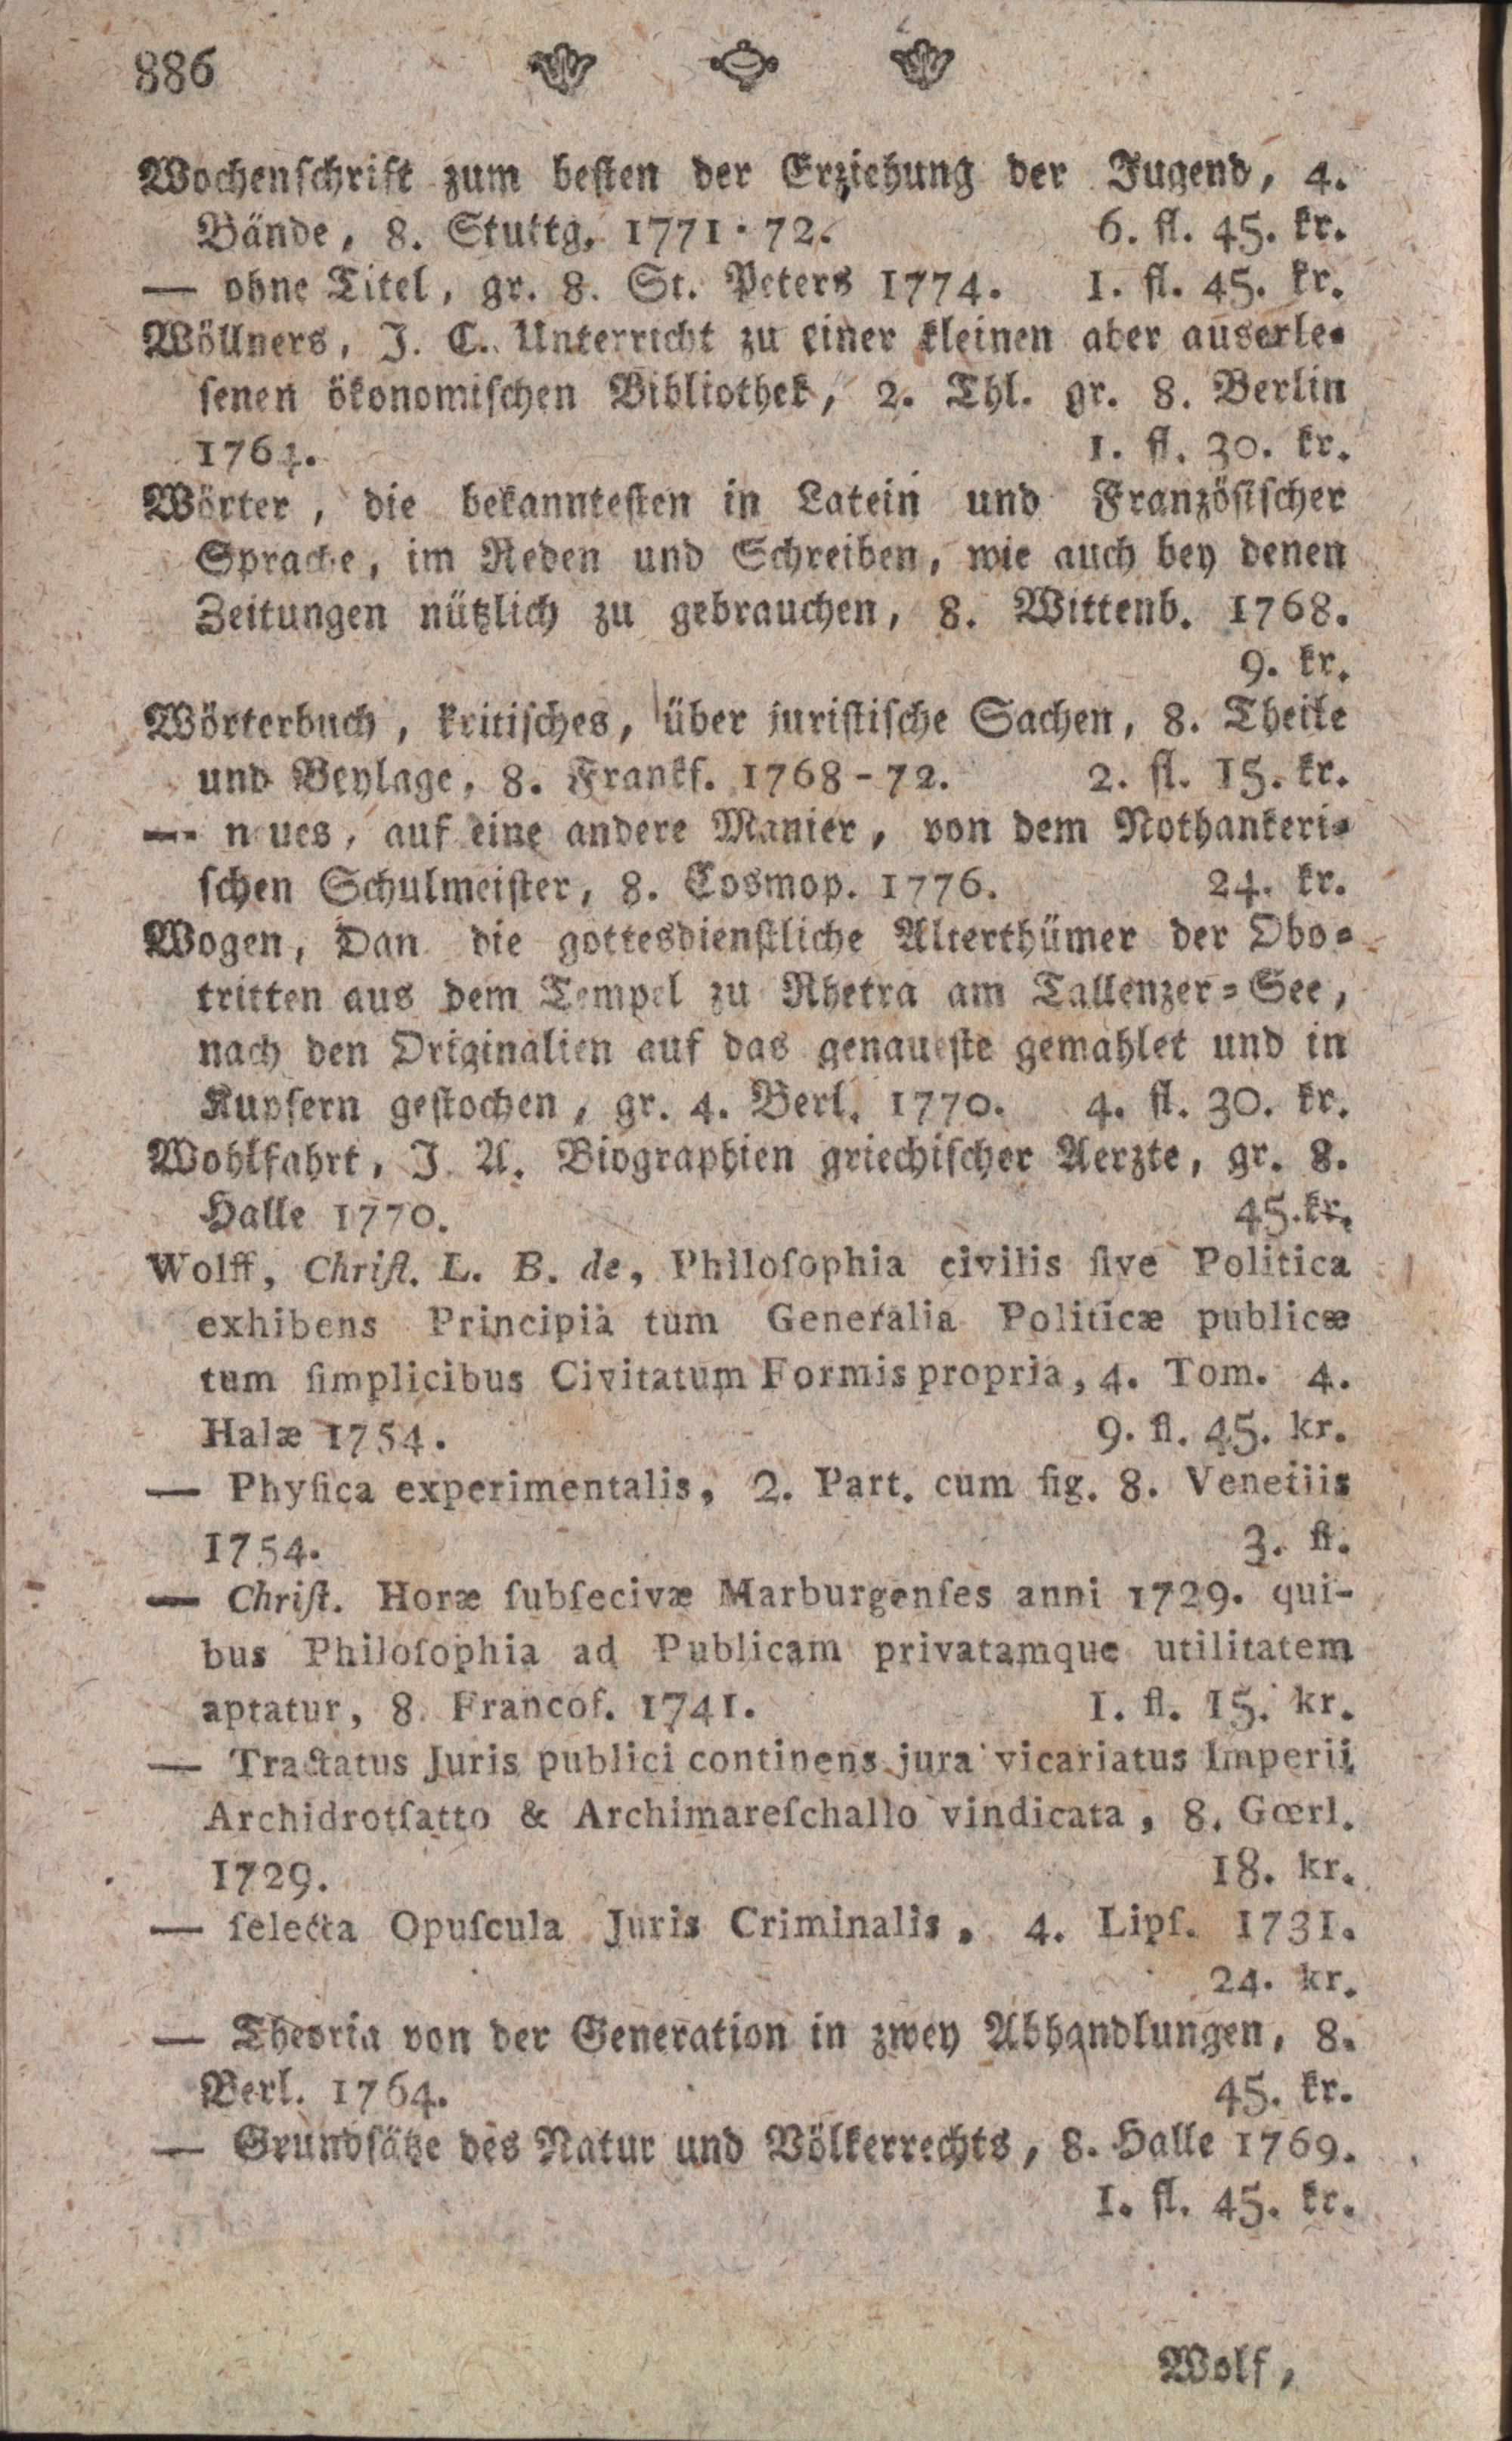 886
Wochenſchrift zum beſten der Erziehung der Jugend, 4.
Bände, 8. Stuttg. 1771-72. 6. fl. 45. kr.
— ohne Titel, gr. 8. St. Peters 1774. 1. fl. 45. kr.
Wöllners, J. C. Unterricht zu einer kleinen aber auserle=
ſenen ökonomiſchen Bibliothek, 2. Thl. gr. 8. Berlin
1764. 1. fl. 30. kr.
Wörter, die bekannteſten in Latein und Franzöſiſcher
Sprache, im Reden und Schreiben, wie auch bey denen
Zeitungen nützlich zu gebrauchen, 8. Wittenb. 1768.
9. kr.
Wörterbuch, kritiſches, über juriſtiſche Sachen, 8. Theile
und Beylage, 8. Frankf. 1768-72. 2. fl. 15. kr.
— neues, auf eine andere Manier, von dem Nothankeri=
ſchen Schulmeiſter, 8. Cosmop. 1776. 24. kr.
Wogen, Dan die gottesdienſtliche Alterthümer der Obo=
tritten aus dem Tempel zu Rhetra am Tallenzer=See,
nach den Originalien auf das genaueſte gemahlet und in
Kupfern geſtochen, gr. 4. Berl. 1770. 4. fl. 30. kr.
Wohlfahrt, J. A. Biographien griechiſcher Aerzte, gr. 8.
Halle 1770. 45. kr.
Wolff, Chriſt. L. B. de, Philoſophia civilis ſive Politica
exhibens Principia tum Generalia Politicæ publicæ
tum ſimplicibus Civitatum Formis propria, 4. Tom. 4.
Halæ 1754. 9. fl. 45. kr.
— Phyſica experimentalis, 2. Part. cum fig. 8. Venetiis
1754. 3. fl.
— Chriſt. Horæ ſubſecivæ Marburgenſes anni 1729. qui-
bus Philoſophia ad Publicam privatamque utilitatem
aptatur, 8. Francof. 1741. 1. fl. 15. kr.
— Tractatus Juris publici continens jura vicariatus Imperii
Archidrotſatto & Archimareſchallo vindicata, 8. Gœrl.
1729. 18. kr.
— ſelecta Opuſcula Juris Criminalis, 4. Lipſ. 1731.
24. kr.
— Theoria von der Generation in zwey Abhandlungen, 8.
Berl. 1764. 45. kr.
— Grundſätze des Natur und Völkerrechts, 8. Halle 1769.
1. fl. 45. kr.
Wolf,